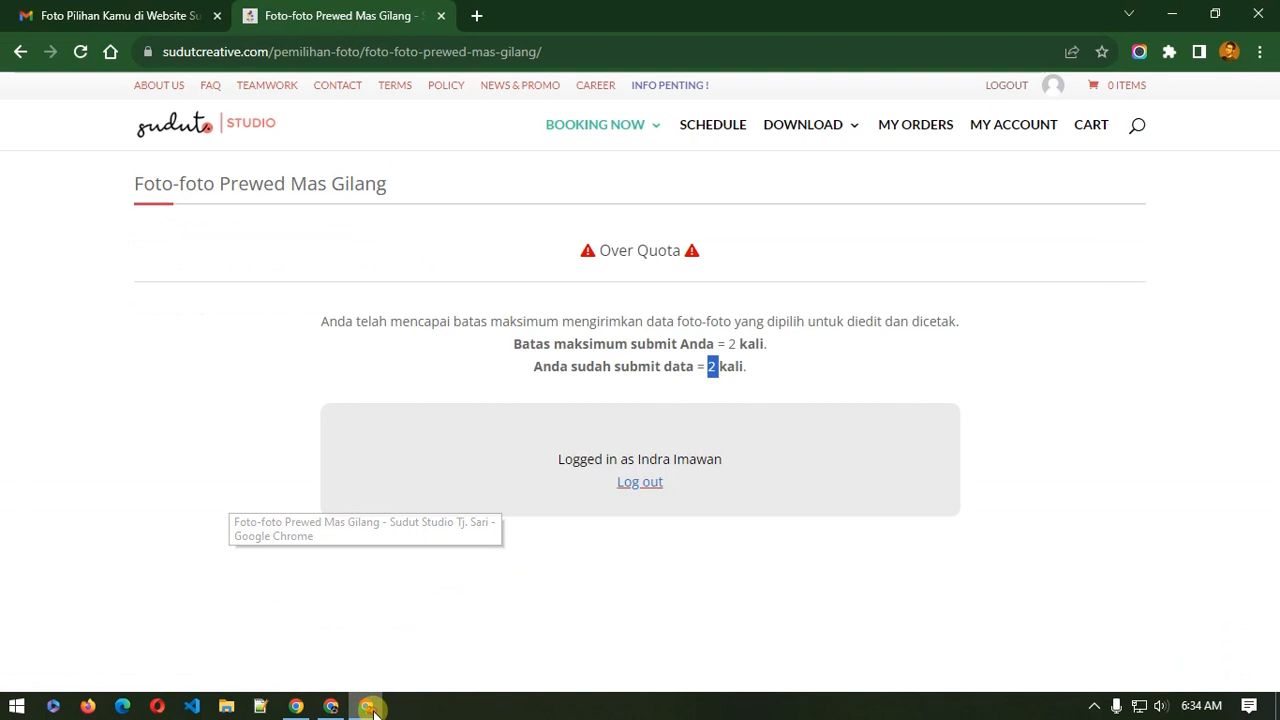 Foto Pilihan Kamu di Website Su
Foto-foto Prewed Mas Gilang - S
sudutcreative.com/pemilihan-foto/foto-foto-prewed-mas-gilang/
ABOUT US FAQ TEAMWORK CONTACT TERMS POLICY NEWS & PROMO CAREER INFO PENTING ! LOGOUT 0 ITEMS
sudut STUDIO BOOKING NOW SCHEDULE DOWNLOAD MY ORDERS MY ACCOUNT CART
Foto-foto Prewed Mas Gilang
Over Quota
Anda telah mencapai batas maksimum mengirimkan data foto-foto yang dipilih untuk diedit dan dicetak.
Batas maksimum submit Anda = 2 kali.
Anda sudah submit data = 2 kali.
Logged in as Indra Imawan
Log out
Foto-foto Prewed Mas Gilang - Sudut Studio Tj. Sari -
Google Chrome
6:34 AM